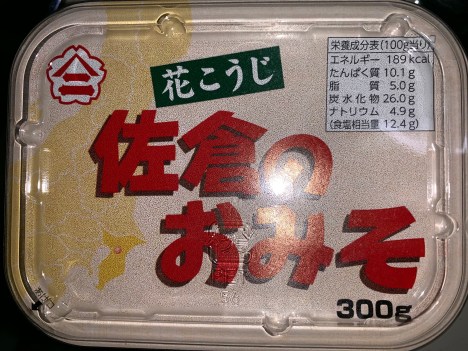 花こうじ
佐倉の
おみそ
300g
栄養成分表(100g当り)
エネルギー 189kcal
たんぱく質 10.1g
脂質 5.0g
炭水化物 26.0g
ナトリウム 4.9g
(食塩相当量 12.4g)